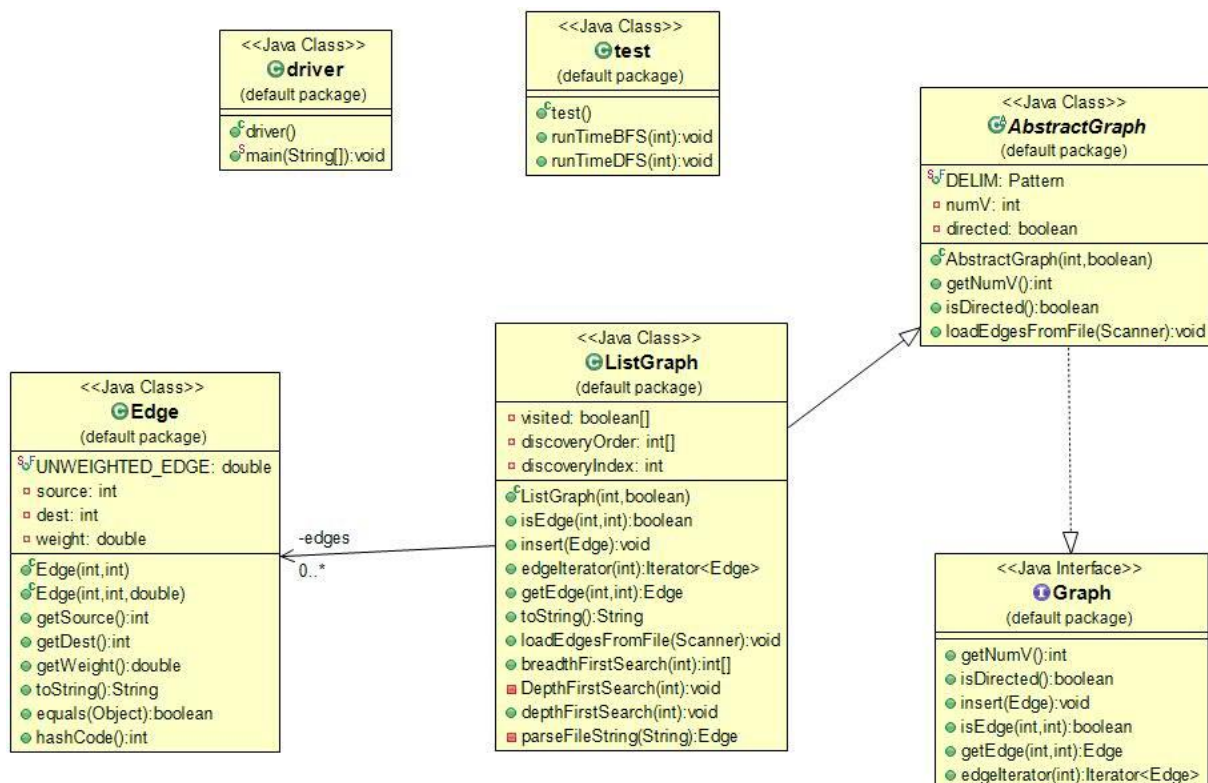 <<Java Class>>
driver
(default package)
driver()
main(String[]):void
<<Java Class>>
test
(default package)
test()
runTimeBFS(int):void
runTimeDFS(int):void
<<Java Class>>
AbstractGraph
(default package)
DELIM: Pattern
numV: int
directed: boolean
AbstractGraph(int,boolean)
getNumV():int
isDirected():boolean
loadEdgesFromFile(Scanner):void
<<Java Class>>
Edge
(default package)
UNWEIGHTED_EDGE: double
source: int
dest: int
weight: double
Edge(int,int)
Edge(int,int,double)
getSource():int
getDest():int
getWeight():double
toString():String
equals(Object):boolean
hashCode():int
-edges
0..*
<<Java Class>>
ListGraph
(default package)
visited: boolean[]
discoveryOrder: int[]
discoveryIndex: int
ListGraph(int,boolean)
isEdge(int,int):boolean
insert(Edge):void
edgeIterator(int):Iterator<Edge>
getEdge(int,int):Edge
toString():String
loadEdgesFromFile(Scanner):void
breadthFirstSearch(int):int[]
DepthFirstSearch(int):void
depthFirstSearch(int):void
parseFileString(String):Edge
<<Java Interface>>
Graph
(default package)
getNumV():int
isDirected():boolean
insert(Edge):void
isEdge(int,int):boolean
getEdge(int,int):Edge
edgeIterator(int):Iterator<Edge>